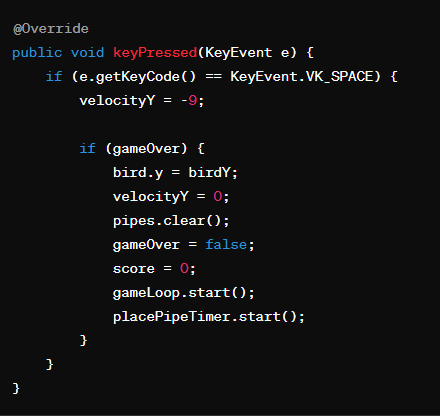 @Override
public void keyPressed(KeyEvent e) {
    if (e.getKeyCode() == KeyEvent.VK_SPACE) {
        velocityY = -9;

        if (gameOver) {
            bird.y = birdY;
            velocityY = 0;
            pipes.clear();
            gameOver = false;
            score = 0;
            gameLoop.start();
            placePipeTimer.start();
        }
    }
}